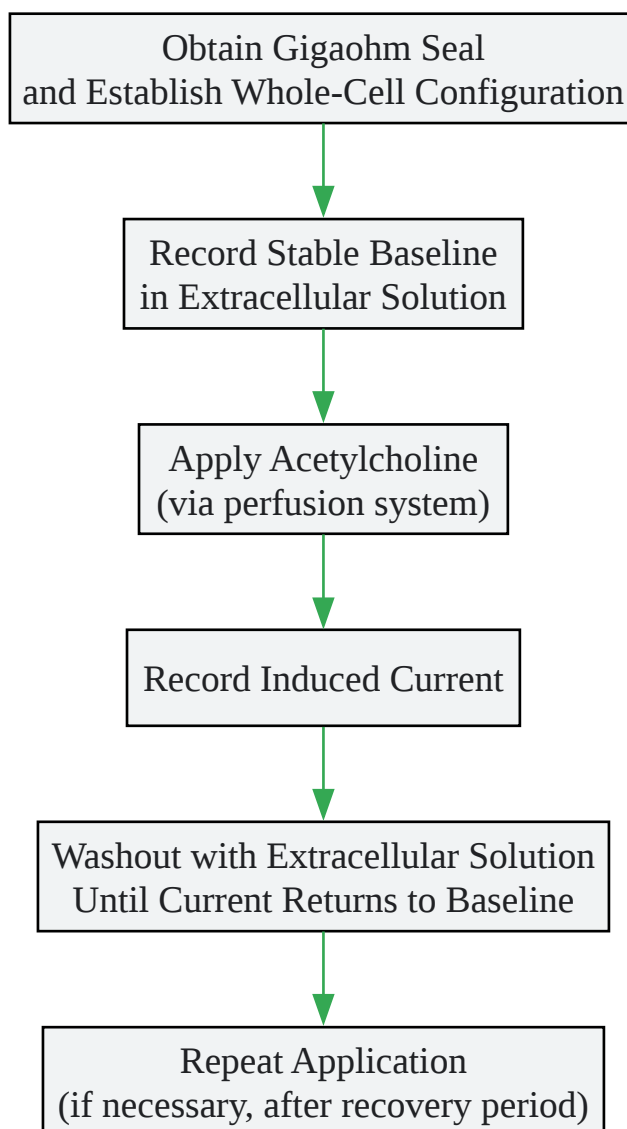 Obtain Gigaohm Seal
and Establish Whole-Cell Configuration
Record Stable Baseline
in Extracellular Solution
Apply Acetylcholine
(via perfusion system)
Record Induced Current
Washout with Extracellular Solution
Until Current Returns to Baseline
Repeat Application
(if necessary, after recovery period)